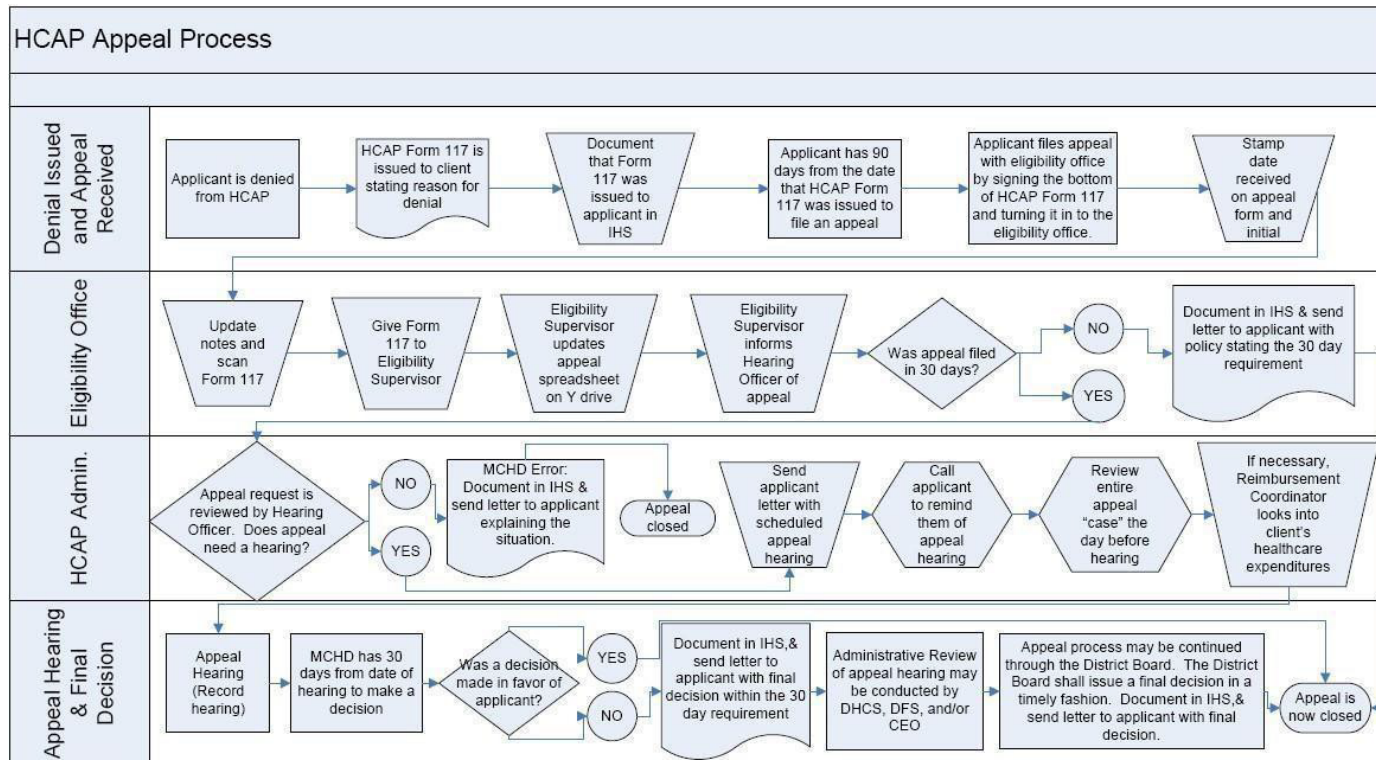 HCAP Appeal Process
Denial Issued
and Appeal
Received
Applicant is denied
from HCAP
HCAP Form 117 is
issued to client
stating reason for
denial
Document
that Form
117 was
issued to
applicant in
IHS
Applicant has 90
days from the date
that HCAP Form
117 was issued to
file an appeal
Applicant files appeal
with eligibility office
by signing the bottom
of HCAP Form 117
and turning it in to the
eligibility office.
Stamp
date
received
on appeal
form and
initial
Eligibility Office
Update
notes and
scan
Form 117
Give Form
117 to
Eligibility
Supervisor
Eligibility
Supervisor
updates
appeal
spreadsheet
on Y drive
Eligibility
Supervisor
informs
Hearing
Officer of
appeal
Was appeal filed
in 30 days?
NO
YES
Document in IHS & send
letter to applicant with
policy stating the 30 day
requirement
HCAP Admin.
Appeal request is
reviewed by Hearing
Officer. Does appeal
need a hearing?
NO
YES
MCHD Error:
Document in IHS &
send letter to applicant
explaining the
situation.
Appeal
closed
Send
applicant
letter with
scheduled
appeal
hearing
Call
applicant
to remind
them of
appeal
hearing
Review
entire
appeal
“case” the
day before
hearing
If necessary,
Reimbursement
Coordinator
looks into
client's
healthcare
expenditures
Appeal Hearing
& Final
Decision
Appeal
Hearing
(Record
hearing)
MCHD has 30
days from date of
hearing to make a
decision
Was a decision
made in favor of
applicant?
YES
NO
Document in IHS,&
send letter to
applicant with final
decision within the 30
day requirement
Administrative Review
of appeal hearing may
be conducted by
DHCS, DFS, and/or
CEO
Appeal process may be continued
through the District Board. The District
Board shall issue a final decision in a
timely fashion. Document in IHS,&
send letter to applicant with final
decision.
Appeal is
now closed